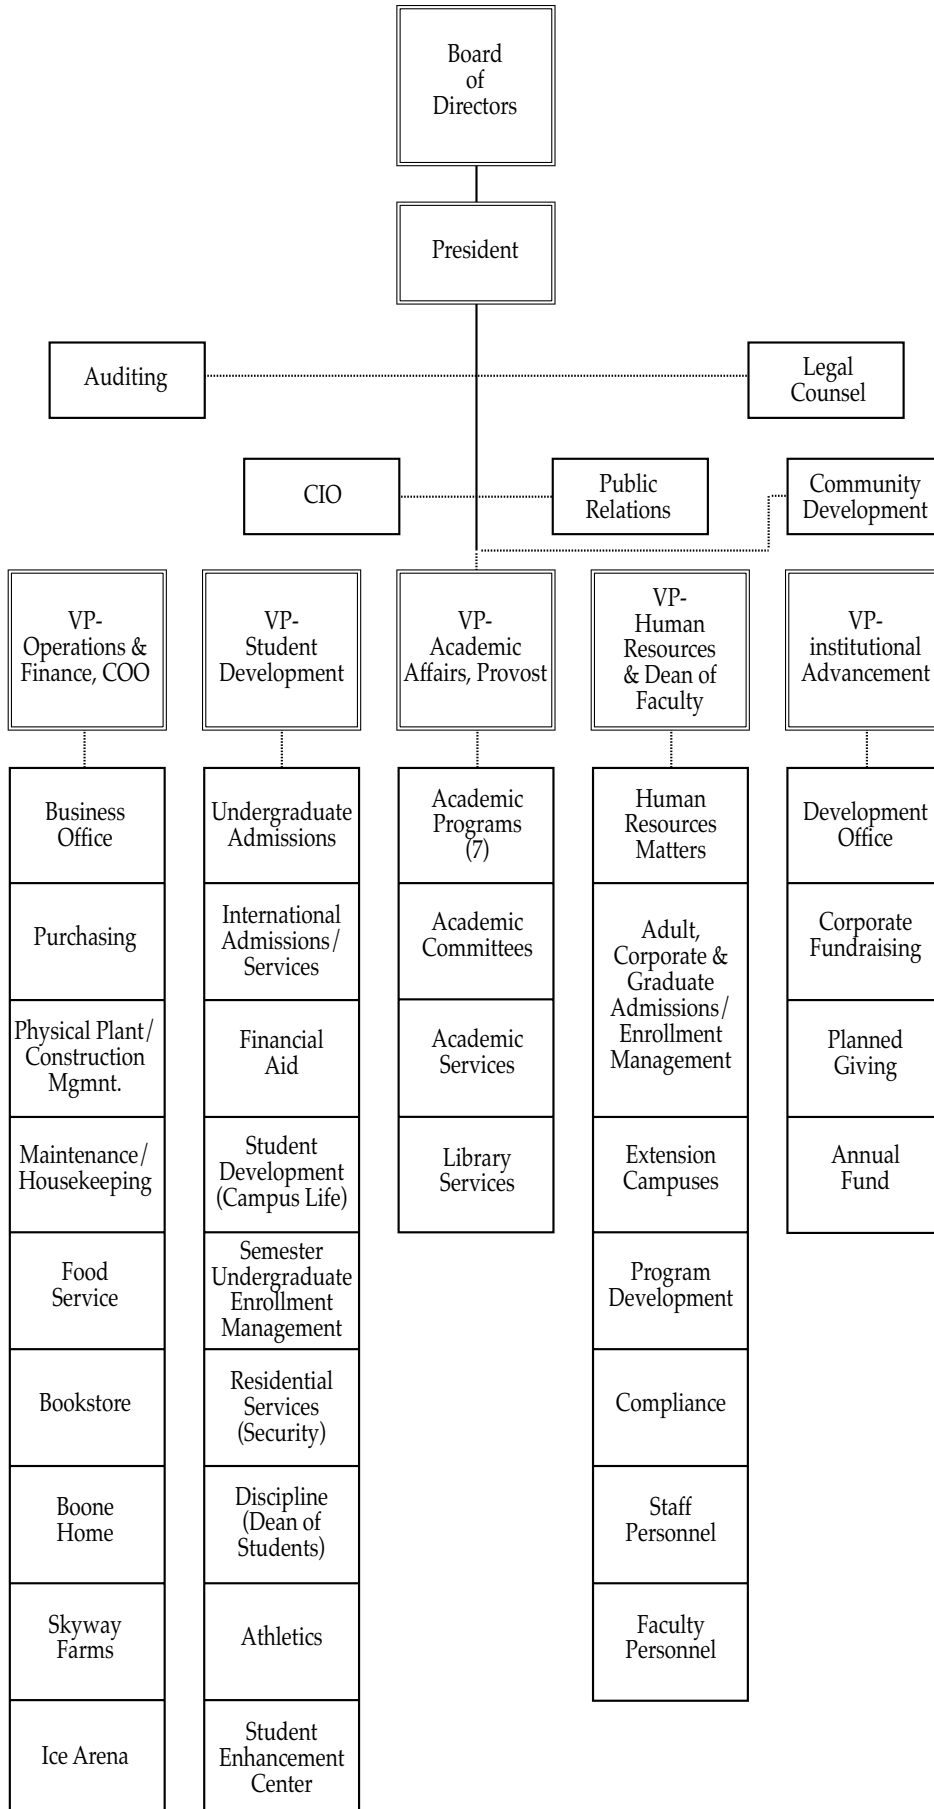 Board
of
Directors
President
Auditing
Legal
Counsel
CIO
Public
Relations
Community
Development
VP-
Operations &
Finance, COO
VP-
Student
Development
VP-
Academic
Affairs, Provost
VP-
Human
Resources
& Dean of
Faculty
VP-
institutional
Advancement
Business
Office
Purchasing
Physical Plant/
Construction
Mgmnt.
Maintenance/
Housekeeping
Food
Service
Bookstore
Boone
Home
Skyway
Farms
Ice Arena
Undergraduate
Admissions
International
Admissions/
Services
Financial
Aid
Student
Development
(Campus Life)
Semester
Undergraduate
Enrollment
Management
Residential
Services
(Security)
Discipline
(Dean of
Students)
Athletics
Student
Enhancement
Center
Academic
Programs
(7)
Academic
Committees
Academic
Services
Library
Services
Human
Resources
Matters
Adult,
Corporate &
Graduate
Admissions/
Enrollment
Management
Extension
Campuses
Program
Development
Compliance
Staff
Personnel
Faculty
Personnel
Development
Office
Corporate
Fundraising
Planned
Giving
Annual
Fund